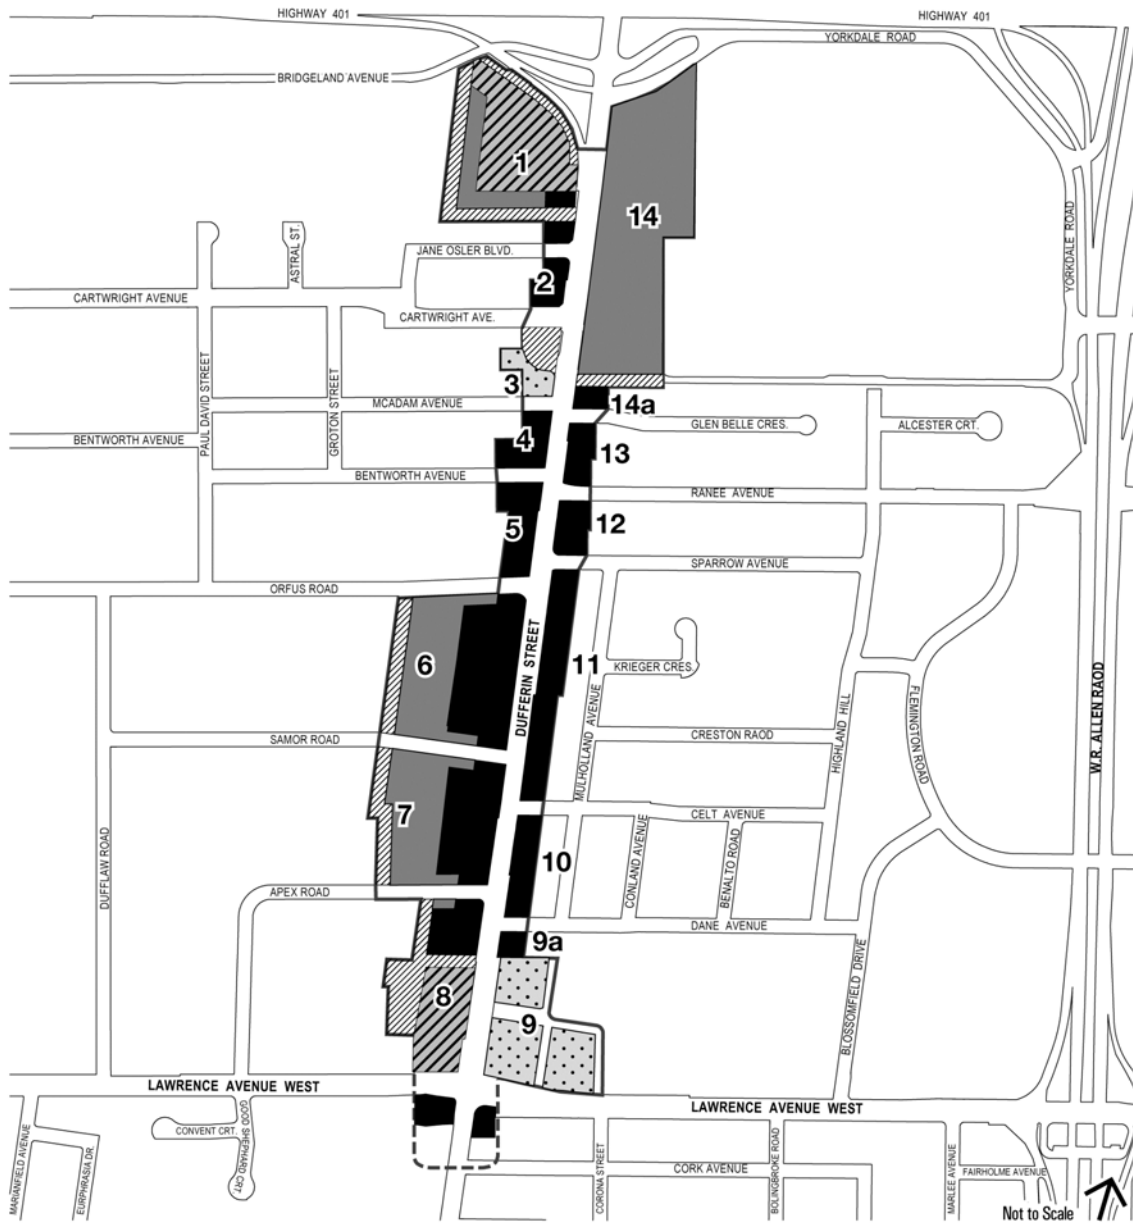 HIGHWAY 401
HIGHWAY 401
YORKDALE ROAD
BRIDGELAND AVENUE
1
14
YORKDALE ROAD
ASTRAL ST.
JANE OSLER BLVD.
2
CARTWRIGHT AVENUE
CARTWRIGHT AVE.
PAUL DAVID STREET
GROTON STREET
3
MCADAM AVENUE
14a
GLEN BELLE CRES.
ALCESTER CRT.
BENTWORTH AVENUE
4
13
BENTWORTH AVENUE
RANEE AVENUE
5
12
SPARROW AVENUE
ORFUS ROAD
DUFFERIN STREET
6
11
KRIEGER CRES.
MULHOLLAND AVENUE
HIGHLAND HILL
FLEMINGTON ROAD
W.R. ALLEN RAOD
SAMOR ROAD
CRESTON RAOD
7
CELT AVENUE
CONLAND AVENUE
BENALTO ROAD
DUFFLAW ROAD
10
APEX ROAD
DANE AVENUE
9a
BLOSSOMFIELD DRIVE
8
9
LAWRENCE AVENUE WEST
LAWRENCE AVENUE WEST
MARIANFIELD AVENUE
EUPHRASIA DR.
CONVENT CRT.
GOOD SHEPHARD CRT.
CORONA STREET
CORK AVENUE
BOLINGBROKE ROAD
MARLEE AVENUE
FAIRHOLME AVENUE
Not to Scale